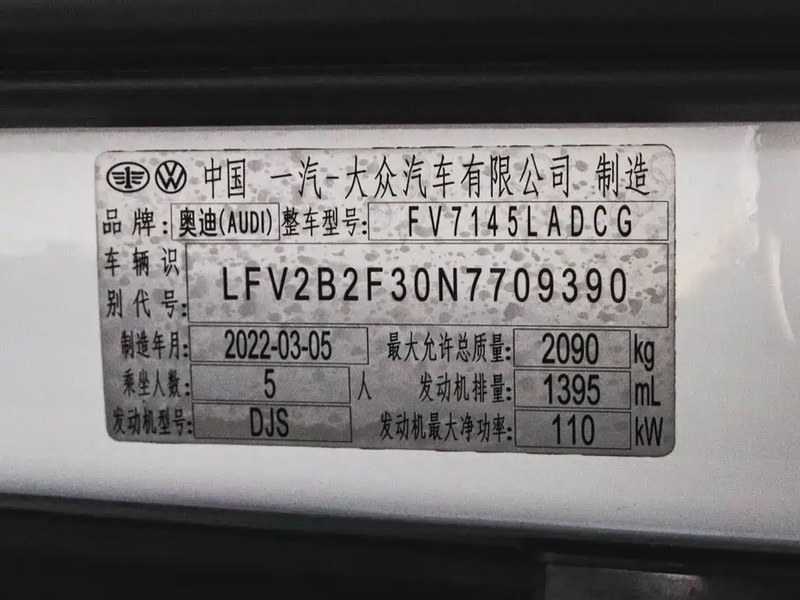 中国 一汽-大众汽车有限公司 制造
品牌: 奥迪(AUDI) 整车型号: FV7145LADCG
车辆识别代号: LFV2B2F30N7709390
制造年月: 2022-03-05 最大允许总质量: 2090 kg
乘坐人数: 5 人 发动机排量: 1395 mL
发动机型号: DJS 发动机最大净功率: 110 kW